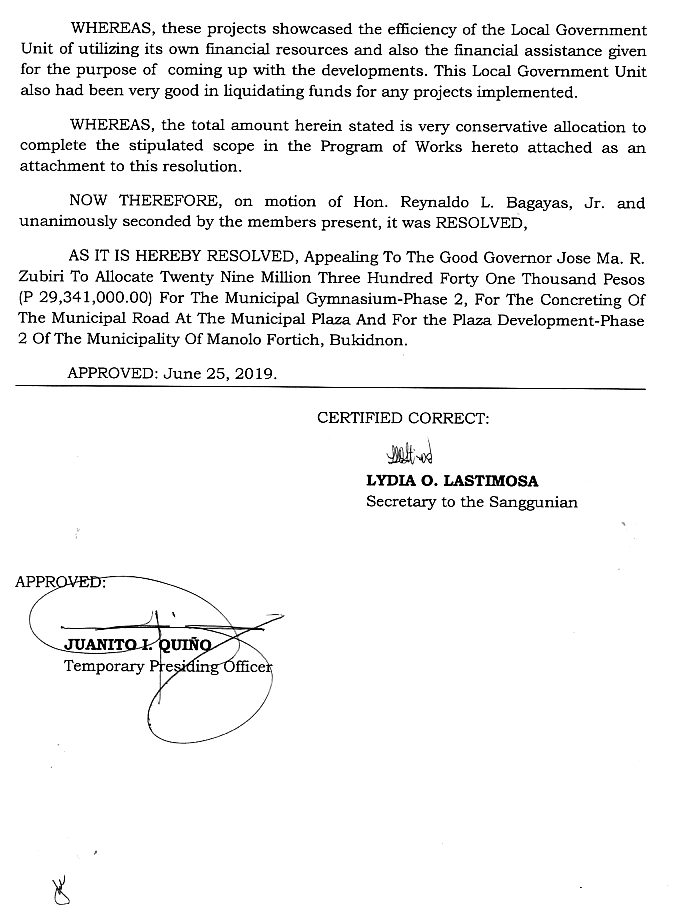 WHEREAS, these projects showcased the efficiency of the Local Government
Unit of utilizing its own financial resources and also the financial assistance given
for the purpose of coming up with the developments. This Local Government Unit
also had been very good in liquidating funds for any projects implemented.
WHEREAS, the total amount herein stated is very conservative allocation to
complete the stipulated scope in the Program of Works hereto attached as an
attachment to this resolution.
NOW THEREFORE, on motion of Hon. Reynaldo L. Bagayas, Jr. and
unanimously seconded by the members present, it was RESOLVED,
AS IT IS HEREBY RESOLVED, Appealing To The Good Governor Jose Ma. R.
Zubiri To Allocate Twenty Nine Million Three Hundred Forty One Thousand Pesos
(P 29,341,000.00) For The Municipal Gymnasium-Phase 2, For The Concreting Of
The Municipal Road At The Municipal Plaza And For the Plaza Development-Phase
2 Of The Municipality Of Manolo Fortich, Bukidnon.
APPROVED: June 25, 2019.
CERTIFIED CORRECT:
LYDIA O. LASTIMOSA
Secretary to the Sanggunian
APPROVED:
JUANITO I. QUIÑO
Temporary Presiding Officer